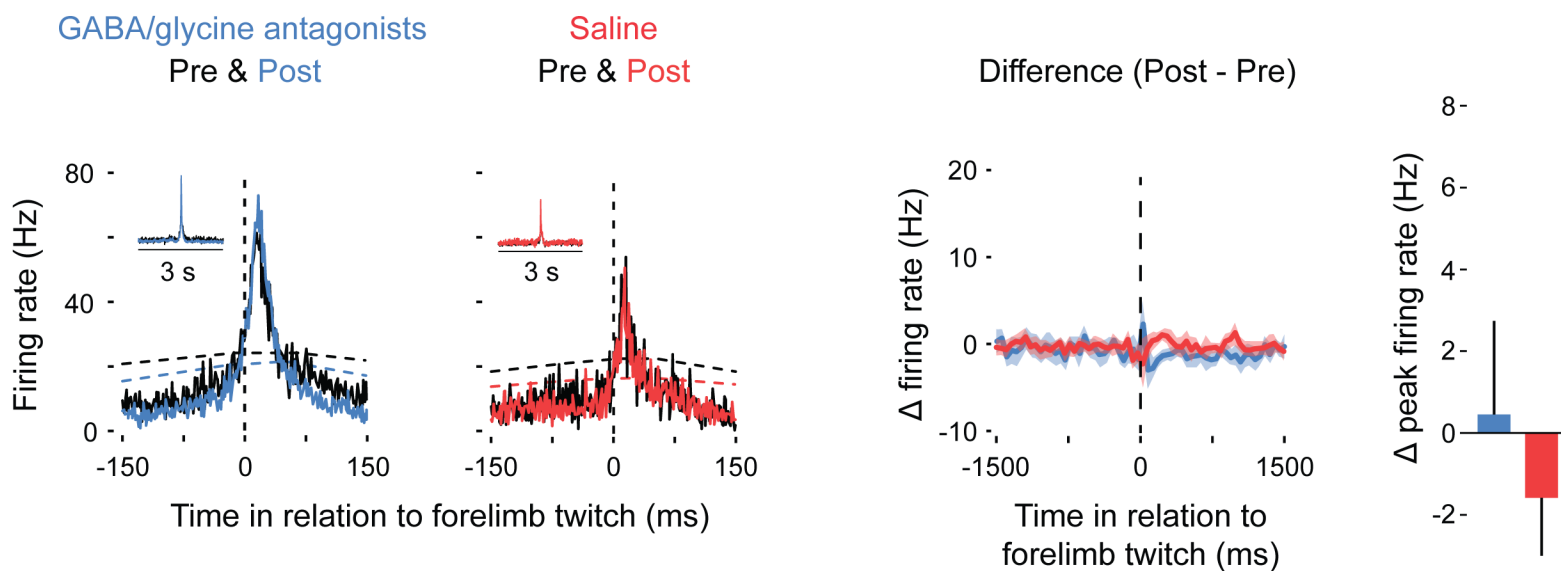 GABA/glycine antagonists
Pre & Post
Saline
Pre & Post
Difference (Post - Pre)
Firing rate (Hz)
80
40
0
3 s
-150
0
150
3 s
-150
0
150
Time in relation to forelimb twitch (ms)
Δ firing rate (Hz)
20
10
0
-10
-1500
0
1500
Time in relation to
forelimb twitch (ms)
Δ peak firing rate (Hz)
8
6
4
2
0
-2